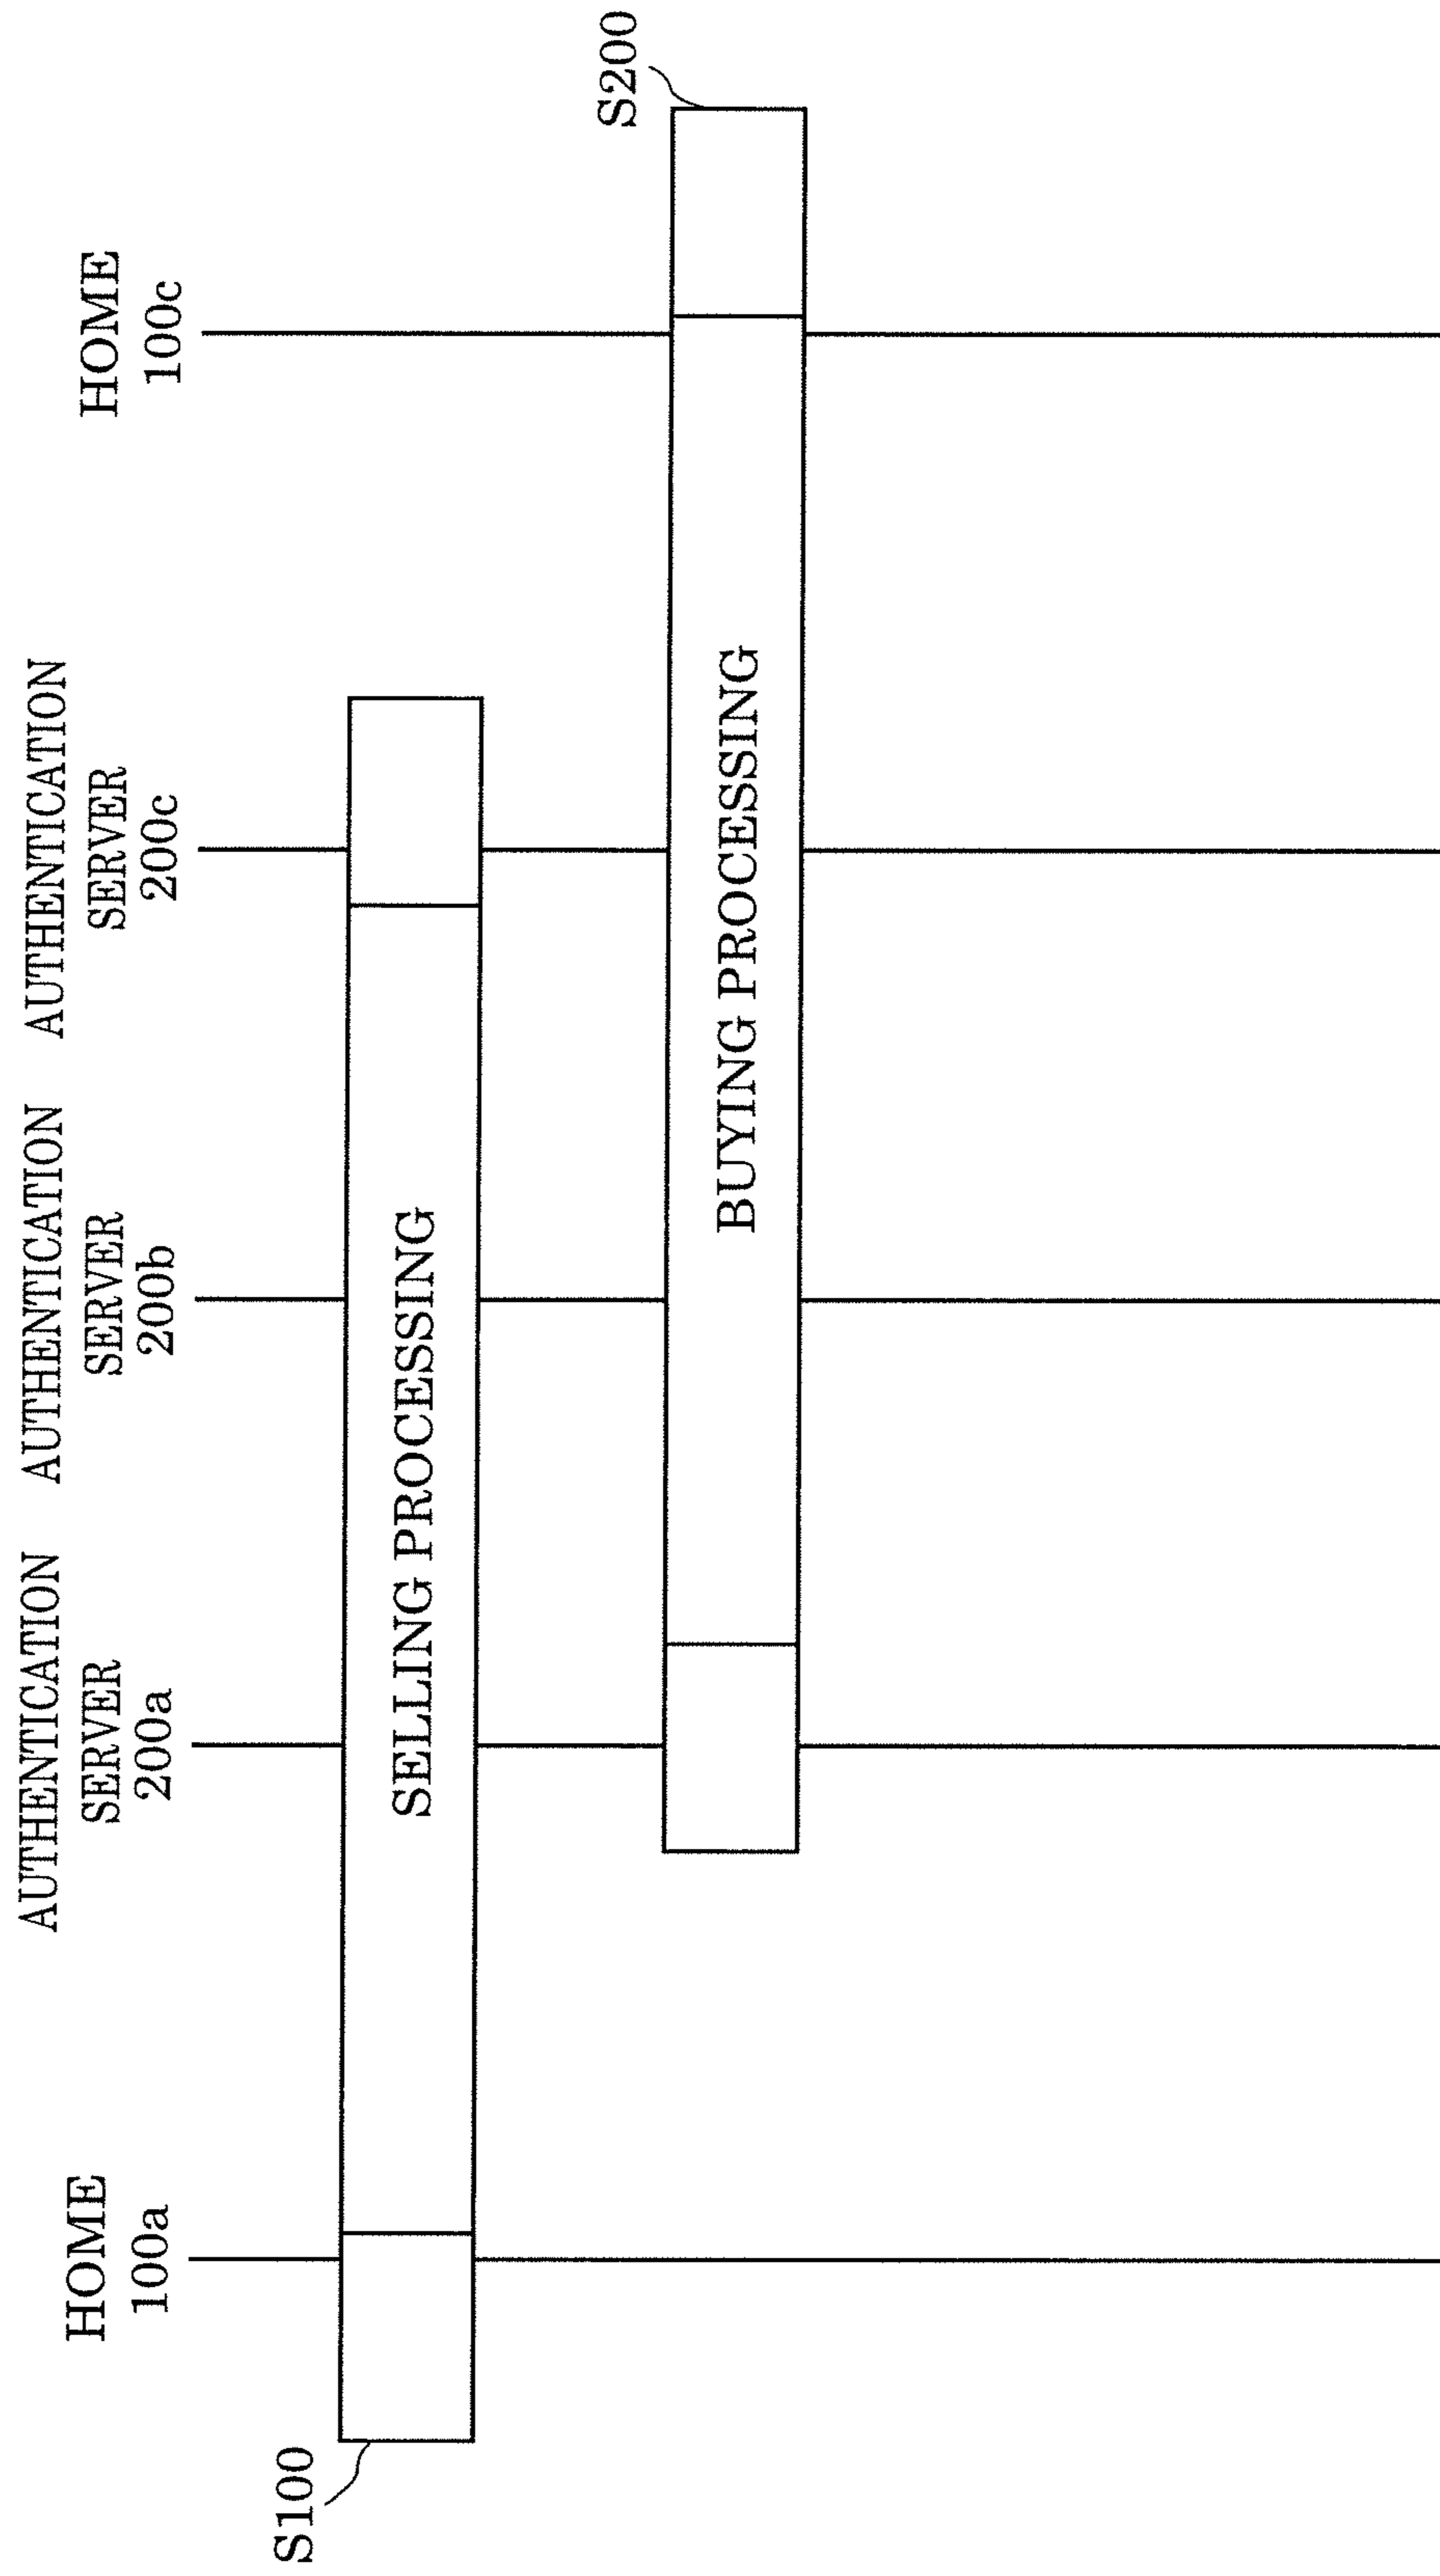 HOME
100a
AUTHENTICATION
SERVER
200a
AUTHENTICATION
SERVER
200b
AUTHENTICATION
SERVER
200c
HOME
100c
S100
SELLING PROCESSING
S200
BUYING PROCESSING